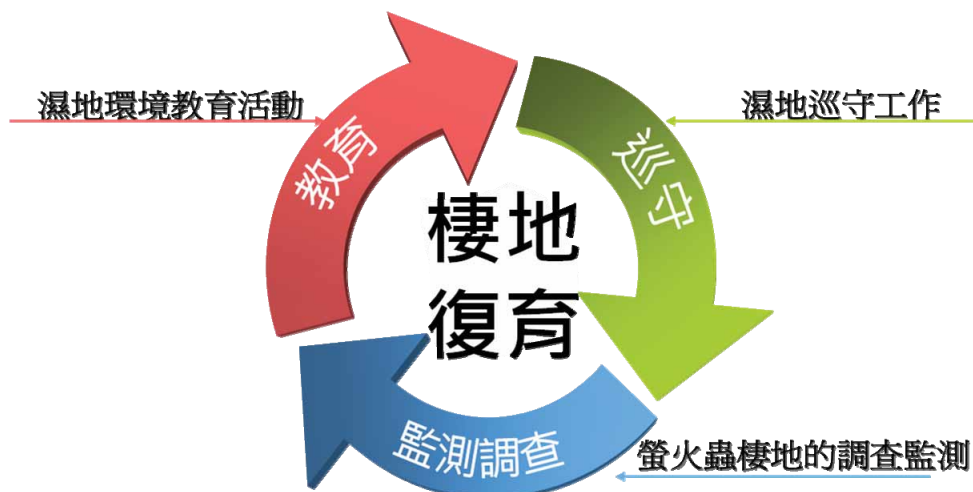 濕地環境教育活動
濕地巡守工作
教育
巡守
棲地
復育
監測調查
螢火蟲棲地的調查監測